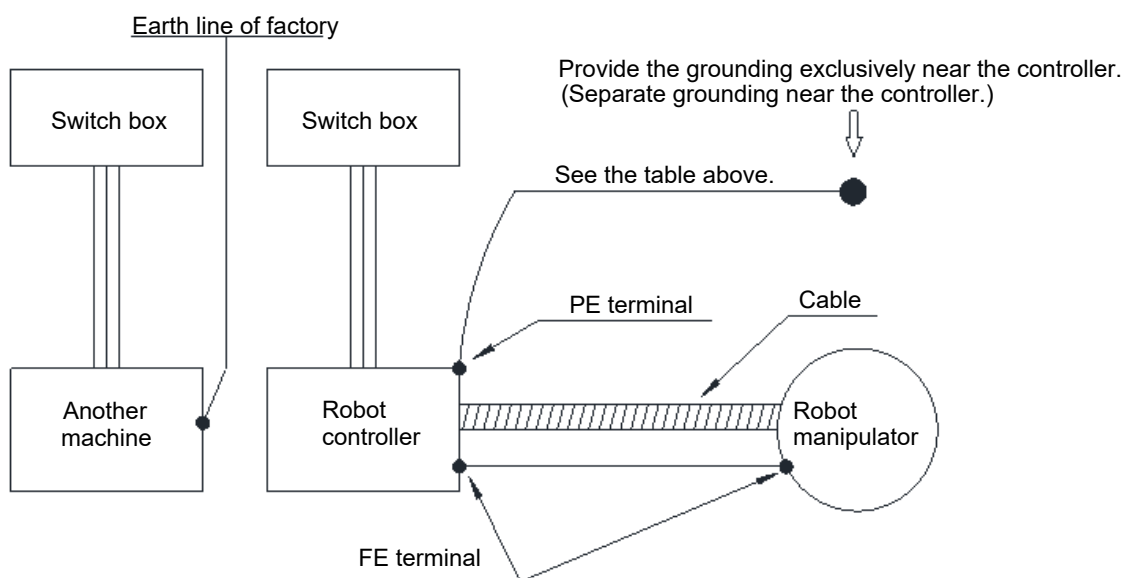 Earth line of factory
Switch box
Switch box
Provide the grounding exclusively near the controller.
(Separate grounding near the controller.)
See the table above.
PE terminal
Cable
Another
machine
Robot
controller
Robot
manipulator
FE terminal